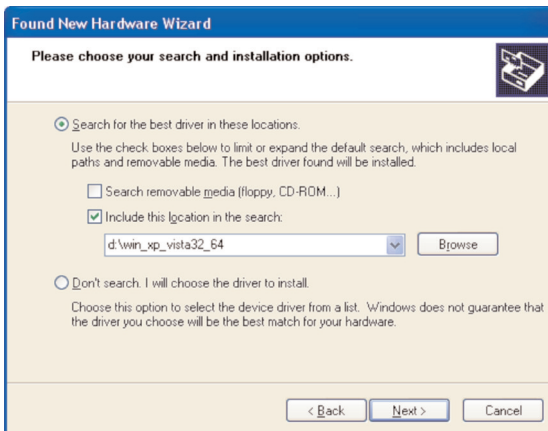 Found New Hardware Wizard
Please choose your search and installation options.
Search for the best driver in these locations.
Use the check boxes below to limit or expand the default search, which includes local
paths and removable media. The best driver found will be installed.
Search removable media (floppy, CD-ROM...)
Include this location in the search:
d:\win_xp_vista32_64
Browse
Don't search. I will choose the driver to install.
Choose this option to select the device driver from a list. Windows does not guarantee that
the driver you choose will be the best match for your hardware.
< Back
Next >
Cancel